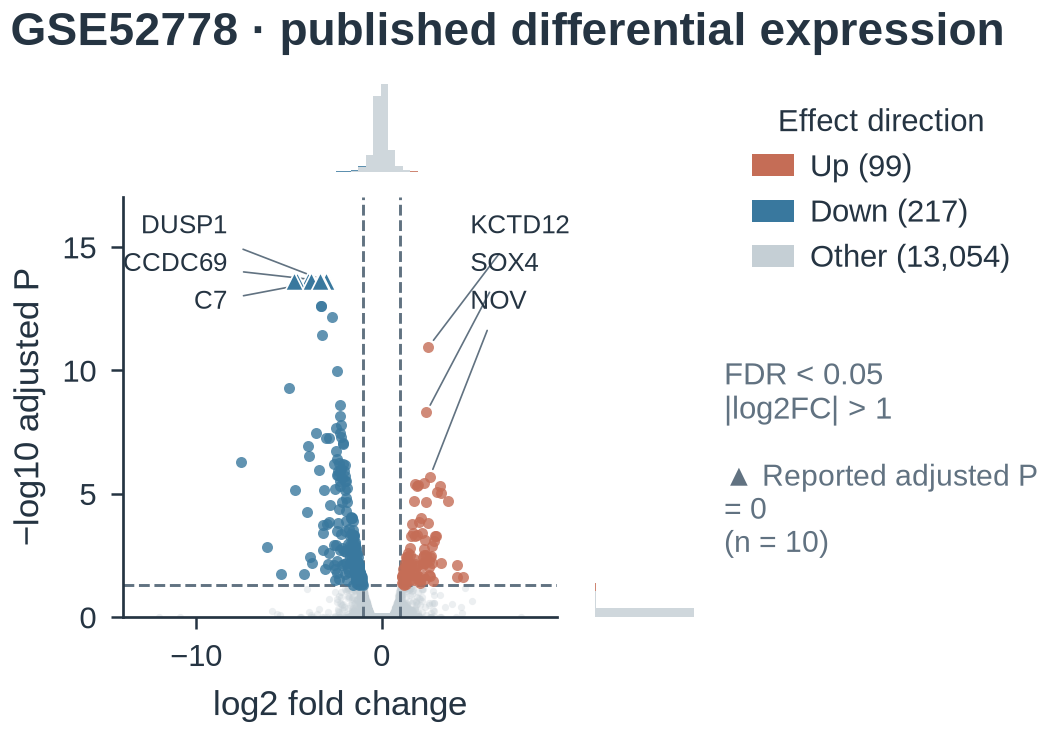 GSE52778 · published differential expression
Effect direction
Up (99)
Down (217)
Other (13,054)
DUSP1
CCDC69
C7
KCTD12
SOX4
NOV
15
10
5
0
−log10 adjusted P
−10
0
log2 fold change
FDR < 0.05
|log2FC| > 1
▲ Reported adjusted P
= 0
(n = 10)